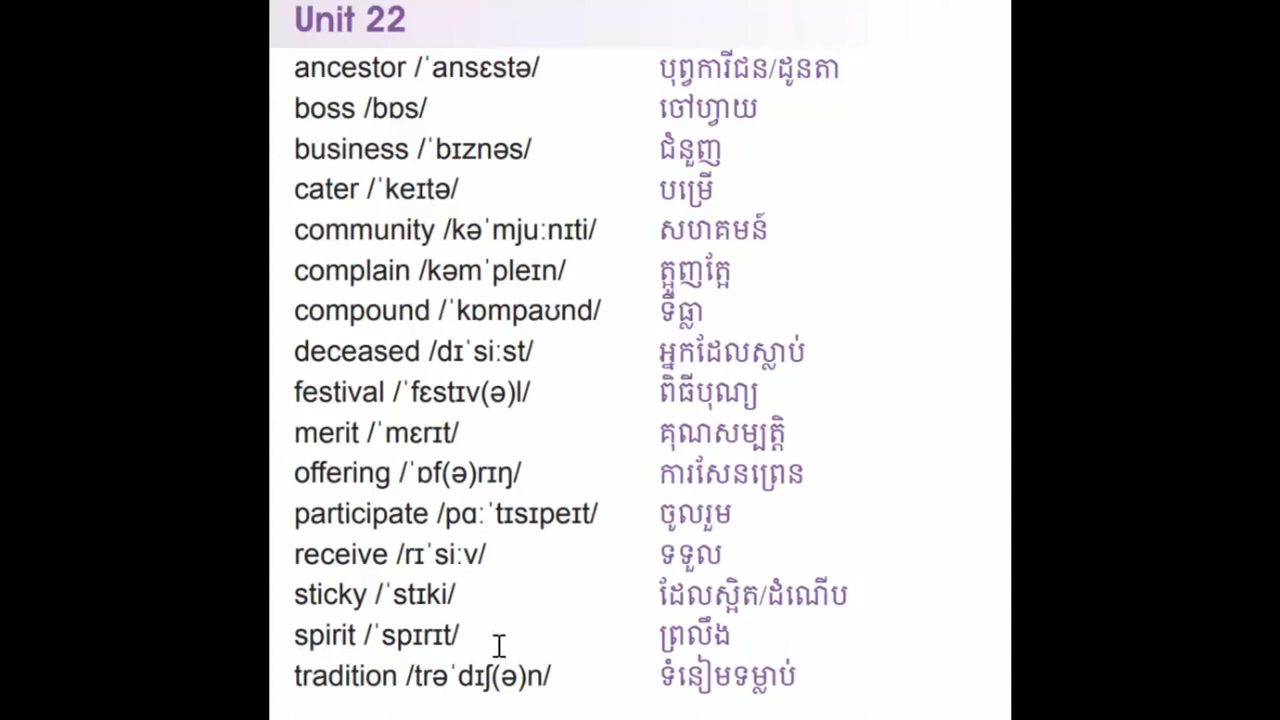 Unit 22
ancestor /ˈansɛstə/ បុព្វការីជន/ដូនតា
boss /bɒs/ ចៅហ្វាយ
business /ˈbɪznəs/ ជំនួញ
cater /ˈkeɪtə/ បម្រើ
community /kəˈmjuːnɪti/ សហគមន៍
complain /kəmˈpleɪn/ ត្អូញត្អែ
compound /ˈkɒmpaʊnd/ ទីធ្លា
deceased /dɪˈsiːst/ អ្នកដែលស្លាប់
festival /ˈfɛstɪv(ə)l/ ពិធីបុណ្យ
merit /ˈmɛrɪt/ គុណសម្បត្តិ
offering /ˈɒf(ə)rɪŋ/ ការសែនព្រេន
participate /pɑːˈtɪsɪpeɪt/ ចូលរួម
receive /rɪˈsiːv/ ទទួល
sticky /ˈstɪki/ ដែលស្អិត/ដំណើប
spirit /ˈspɪrɪt/ ព្រលឹង
tradition /trəˈdɪʃ(ə)n/ ទំនៀមទម្លាប់